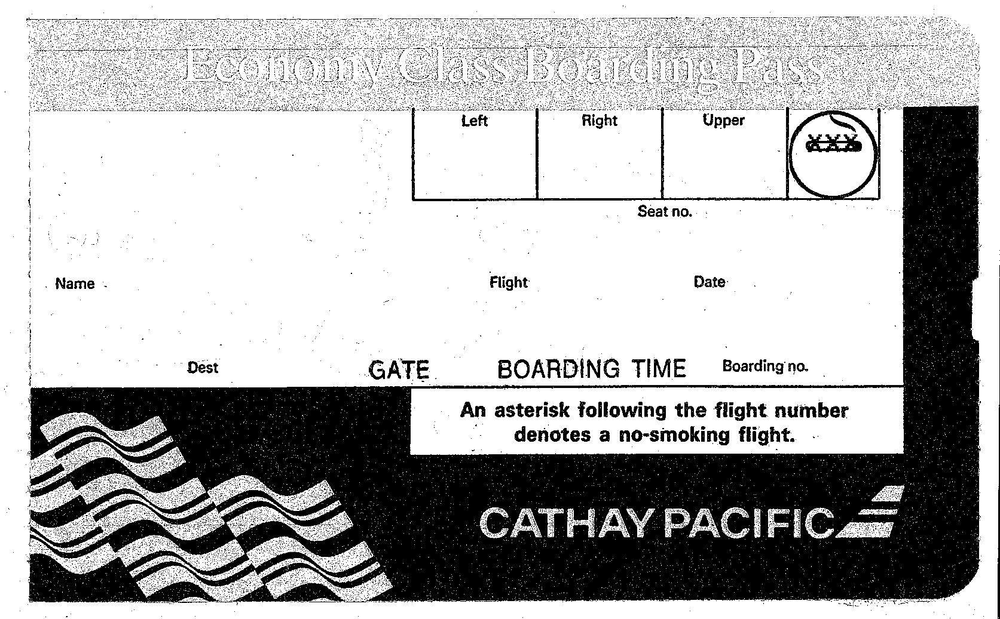 Economy Class Boarding Pass
Left Right Upper
XXX
Seat no.
Name Flight Date
Dest GATE BOARDING TIME Boarding no.
An asterisk following the flight number
denotes a no-smoking flight.
CATHAY PACIFIC